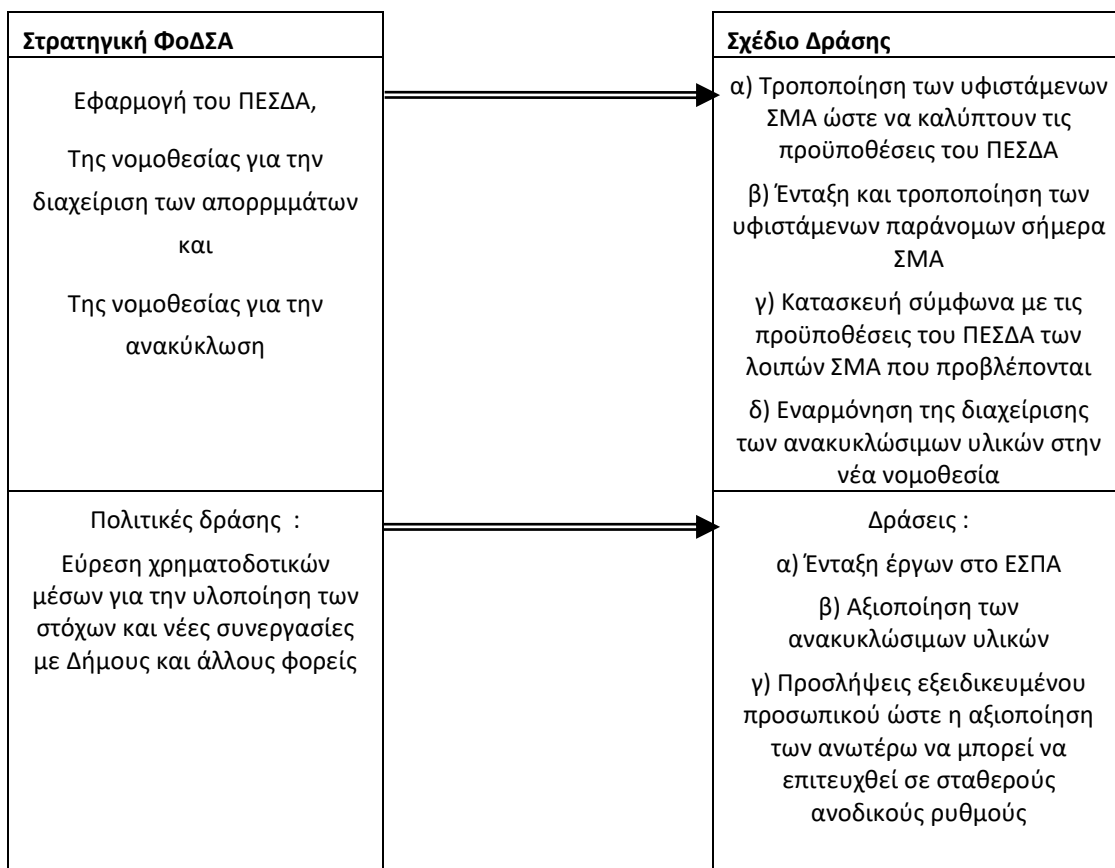 Στρατηγική ΦοΔΣΑ
Εφαρμογή του ΠΕΣΔΑ,
Της νομοθεσίας για την
διαχείριση των απορρμμάτων
και
Της νομοθεσίας για την
ανακύκλωση
Σχέδιο Δράσης
α) Τροποποίηση των υφιστάμενων
ΣΜΑ ώστε να καλύπτουν τις
προϋποθέσεις του ΠΕΣΔΑ
β) Ένταξη και τροποποίηση των
υφιστάμενων παράνομων σήμερα
ΣΜΑ
γ) Κατασκευή σύμφωνα με τις
προϋποθέσεις του ΠΕΣΔΑ των
λοιπών ΣΜΑ που προβλέπονται
δ) Εναρμόνηση της διαχείρισης
των ανακυκλώσιμων υλικών στην
νέα νομοθεσία
Πολιτικές δράσης :
Εύρεση χρηματοδοτικών
μέσων για την υλοποίηση των
στόχων και νέες συνεργασίες
με Δήμους και άλλους φορείς
Δράσεις :
α) Ένταξη έργων στο ΕΣΠΑ
β) Αξιοποίηση των
ανακυκλώσιμων υλικών
γ) Προσλήψεις εξειδικευμένου
προσωπικού ώστε η αξιοποίηση
των ανωτέρω να μπορεί να
επιτευχθεί σε σταθερούς
ανοδικούς ρυθμούς